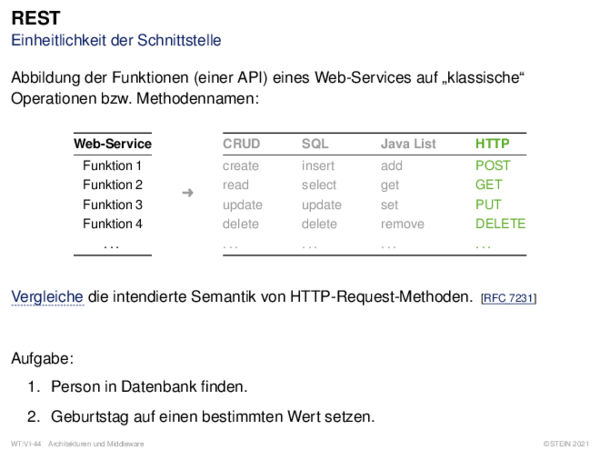 REST
Einheitlichkeit der Schnittstelle
Abbildung der Funktionen (einer API) eines Web-Services auf „klassische“
Operationen bzw. Methodennamen:
Web-Service CRUD SQL Java List HTTP
Funktion 1 create insert add POST
Funktion 2 read select get GET
➜
Funktion 3 update update set PUT
Funktion 4 delete delete remove DELETE
... ... ... ... ...
Vergleiche die intendierte Semantik von HTTP-Request-Methoden. [RFC 7231]
Aufgabe:
1. Person in Datenbank finden.
2. Geburtstag auf einen bestimmten Wert setzen.
WT:VI-44 Architekturen und Middleware ©STEIN 2021